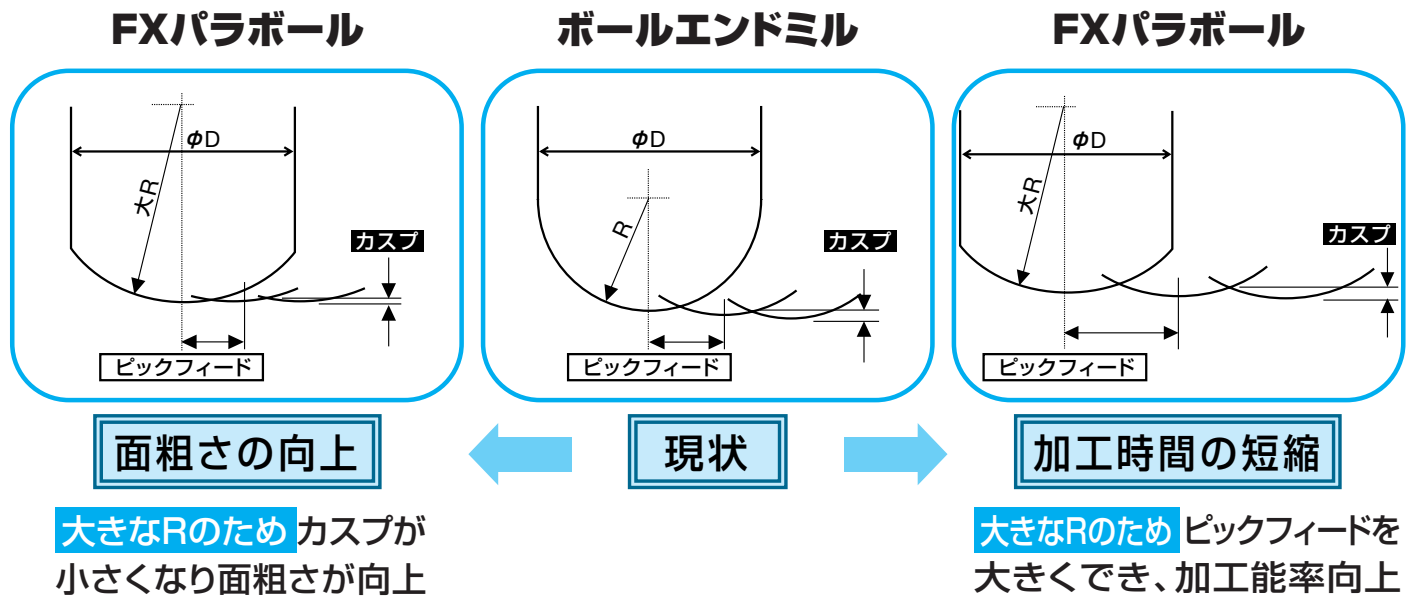 FXパラボール
ボールエンドミル
FXパラボール
φD
大R
カスプ
ピックフィード
φD
R
カスプ
ピックフィード
φD
大R
カスプ
ピックフィード
面粗さの向上
現状
加工時間の短縮
大きなRのため カスプが
小さくなり面粗さが向上
大きなRのため ピックフィードを
大きくでき、加工能率向上